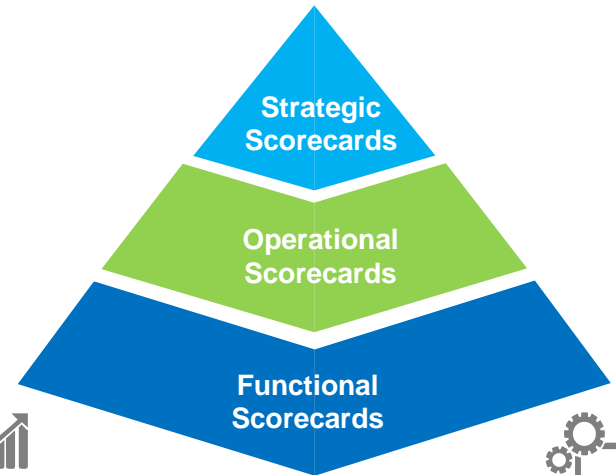 Strategic
Scorecards
Operational
Scorecards
Functional
Scorecards